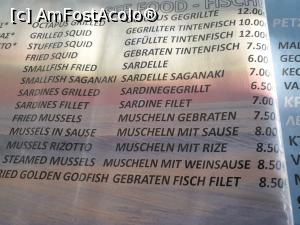 (c) AmFostAcolo®
FOOD - FISCH
OCTAPUS GRILLED OCTAPUS GEGRILLTE 12.00
GRILLED SQUID GEGRILLTER TINTENFISCH 10.00
STUFFED SQUID GEFÜLLTE TINTENFISCH 12.00
FRIED SQUID GEBRATEN TINTENFISCH 7.50
SMALLFISH FRIED SARDELLE 6.00
SMALLFISH SAGANAKI SARDELLE SAGANAKI 7.00
SARDINES GRILLED SARDINEGEGRILLT 6.50
SARDINES FILLET SARDINE FILET 7.00
FRIED MUSSELS MUSCHELN GEBRATEN 7.50
MUSSELS IN SAUSE MUSCHELN MIT SAUSE 8.00
MUSSELS RIZOTTO MUSCHELN MIT RIZE 8.50
STEAMED MUSSELS MUSCHELN MIT WEINSAUSE 8.50
FRIED GOLDEN GODFISH GEBRATEN FISCH FILET 8.50